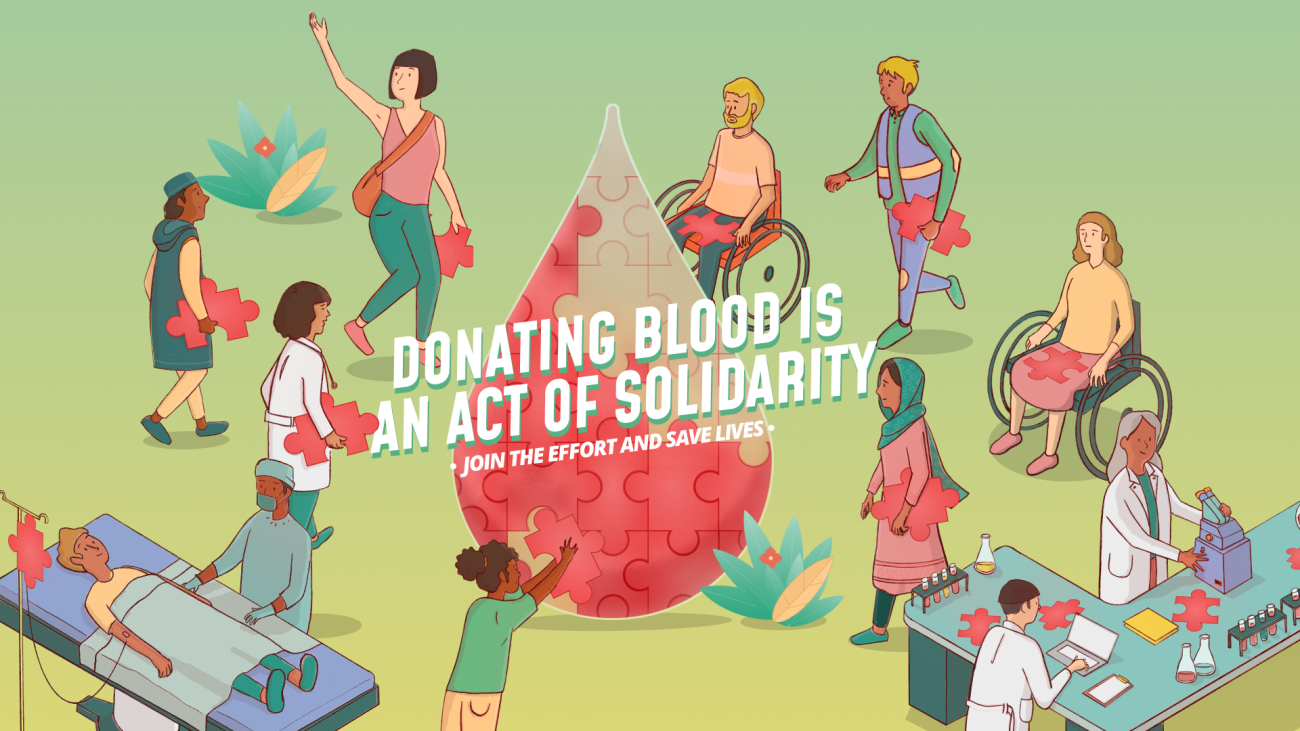 DONATING BLOOD IS
AN ACT OF SOLIDARITY
• JOIN THE EFFORT AND SAVE LIVES •